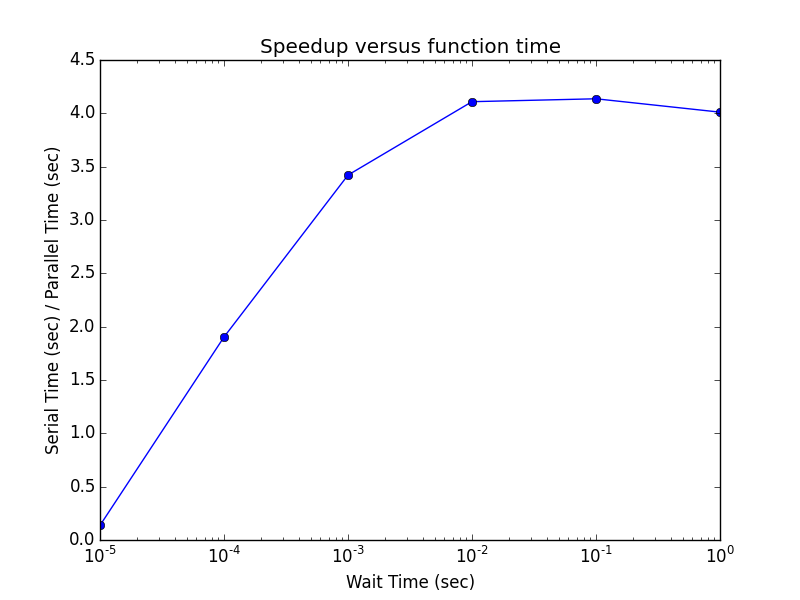 Speedup versus function time
Serial Time (sec) / Parallel Time (sec)
4.5
4.0
3.5
3.0
2.5
2.0
1.5
1.0
0.5
0.0
10^-5 10^-4 10^-3 10^-2 10^-1 10^0
Wait Time (sec)